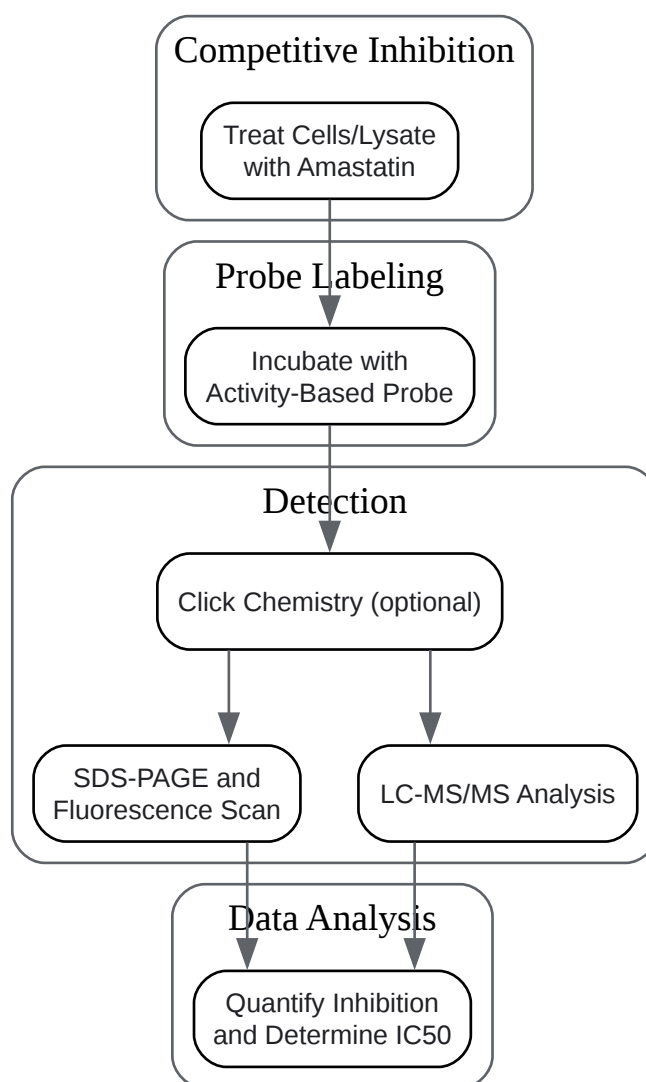 Competitive Inhibition
Treat Cells/Lysate
with Amastatin
Probe Labeling
Incubate with
Activity-Based Probe
Detection
Click Chemistry (optional)
SDS-PAGE and
Fluorescence Scan
LC-MS/MS Analysis
Data Analysis
Quantify Inhibition
and Determine IC50